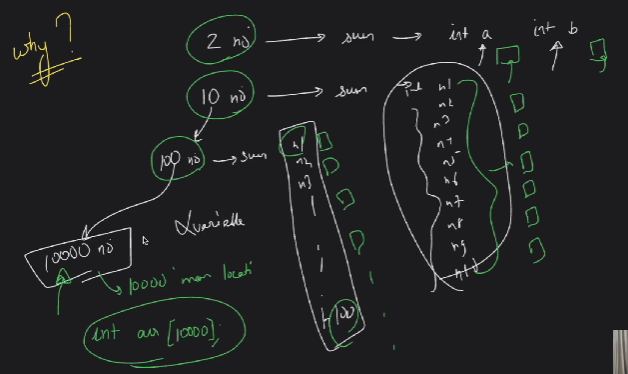 why?
2 no → sum → int a int b
10 no → sum → int n1
n2
n3
n4
n5
n6
n7
n8
n9
n10
100 no → sum
n1
n2
n3
n100
10000 no
variable
10000 mem locati
int arr [10000];